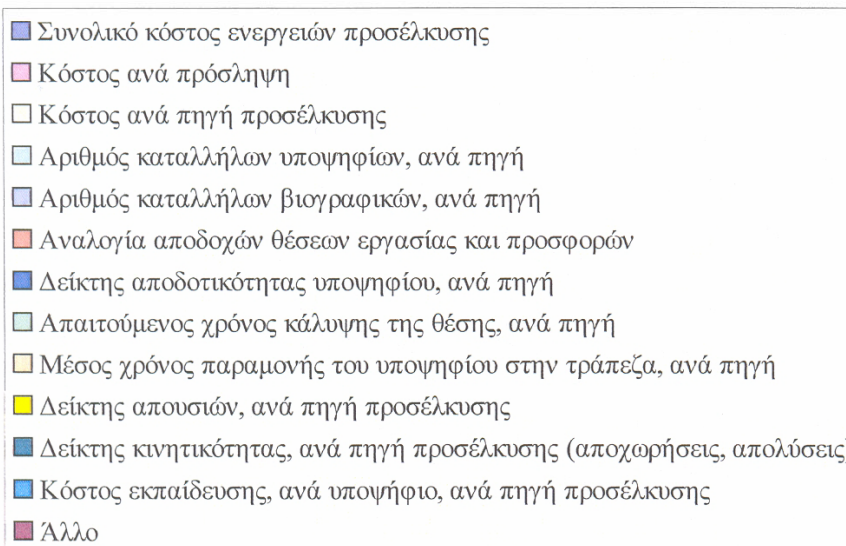 Συνολικό κόστος ενεργειών προσέλκυσης
Κόστος ανά πρόσληψη
Κόστος ανά πηγή προσέλκυσης
Αριθμός καταλλήλων υποψηφίων, ανά πηγή
Αριθμός καταλλήλων βιογραφικών, ανά πηγή
Αναλογία αποδοχών θέσεων εργασίας και προσφορών
Δείκτης αποδοτικότητας υποψηφίου, ανά πηγή
Απαιτούμενος χρόνος κάλυψης της θέσης, ανά πηγή
Μέσος χρόνος παραμονής του υποψηφίου στην τράπεζα, ανά πηγή
Δείκτης απουσιών, ανά πηγή προσέλκυσης
Δείκτης κινητικότητας, ανά πηγή προσέλκυσης (αποχωρήσεις, απολύσεις)
Κόστος εκπαίδευσης, ανά υποψήφιο, ανά πηγή προσέλκυσης
Άλλο